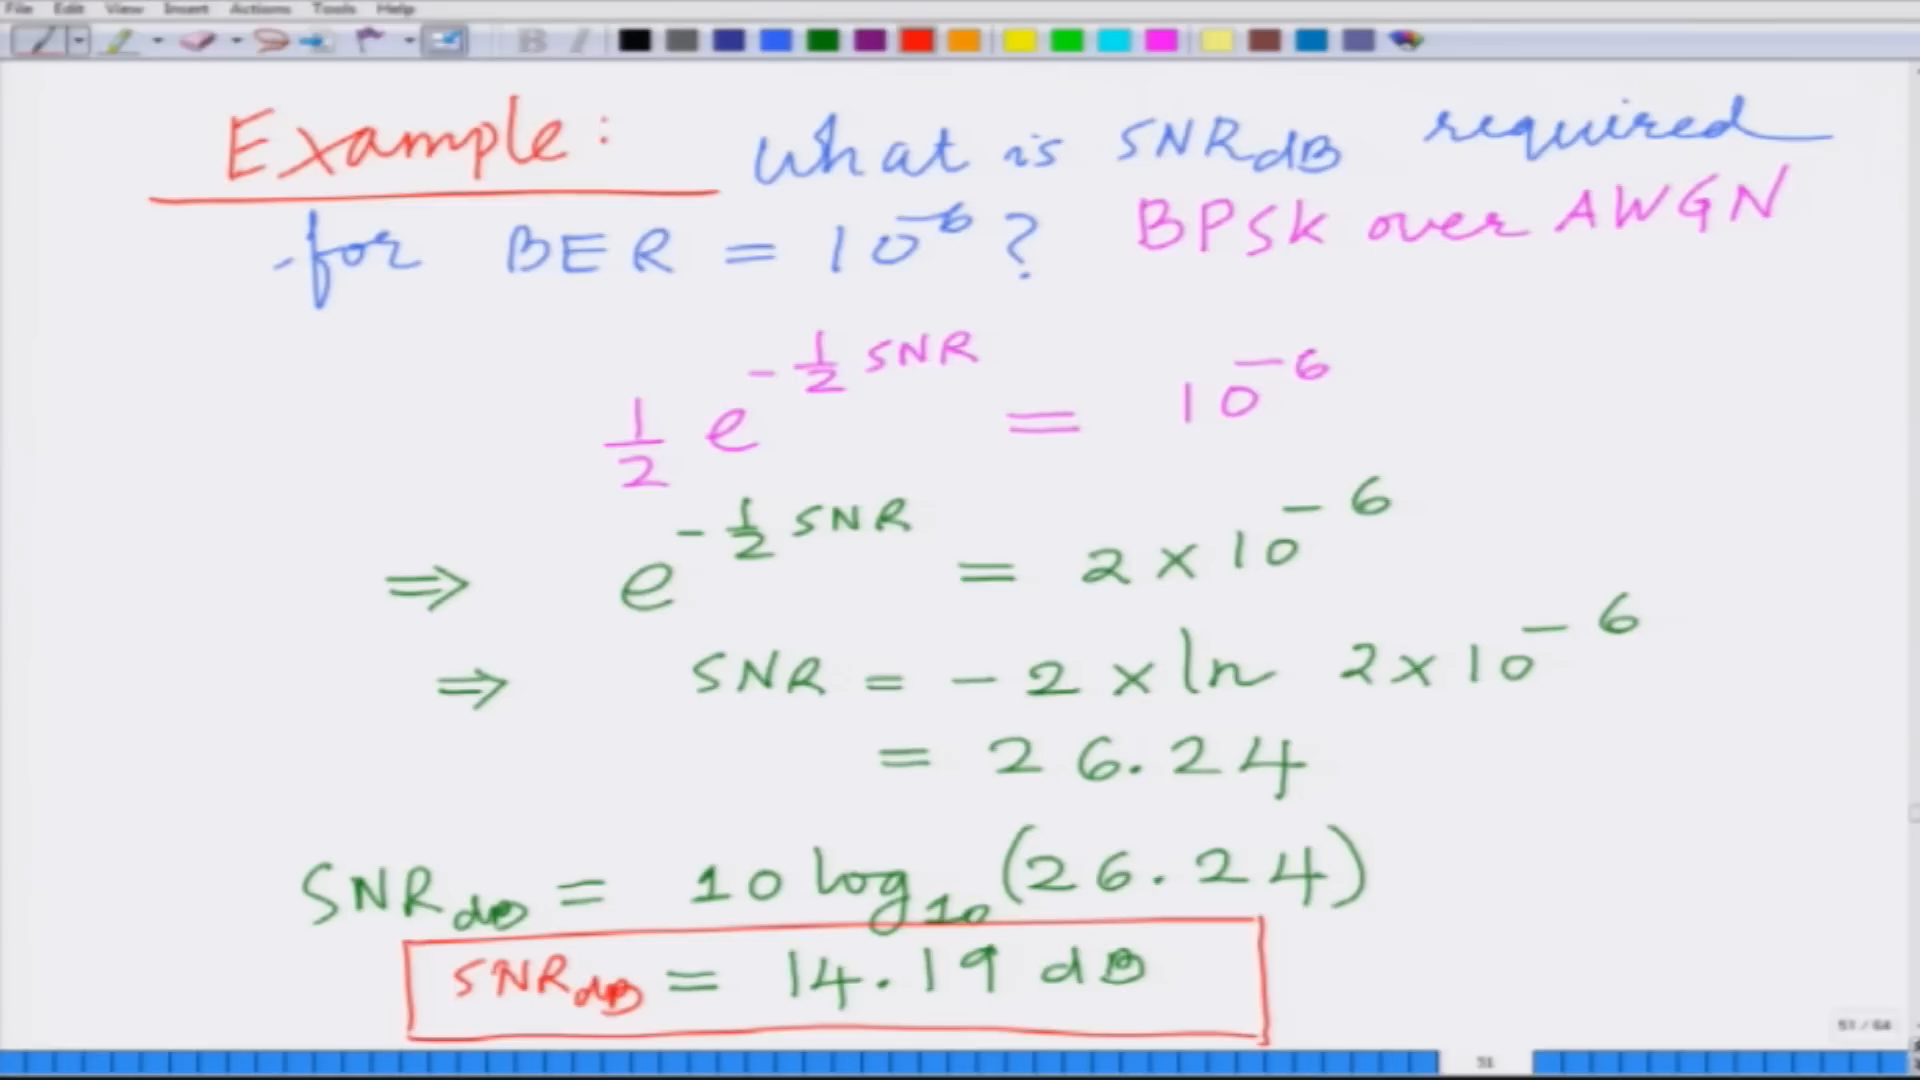 File Edit View Insert Actions Tools Help
Example: What is SNRdB required
for BER = 10^-6 ? BPSK over AWGN
1/2 e^(-1/2 SNR) = 10^-6
⇒ e^(-1/2 SNR) = 2 × 10^-6
⇒ SNR = - 2 × ln 2 × 10^-6
= 26.24
SNRdB = 10 log10 (26.24)
SNRdB = 14.19 dB
51